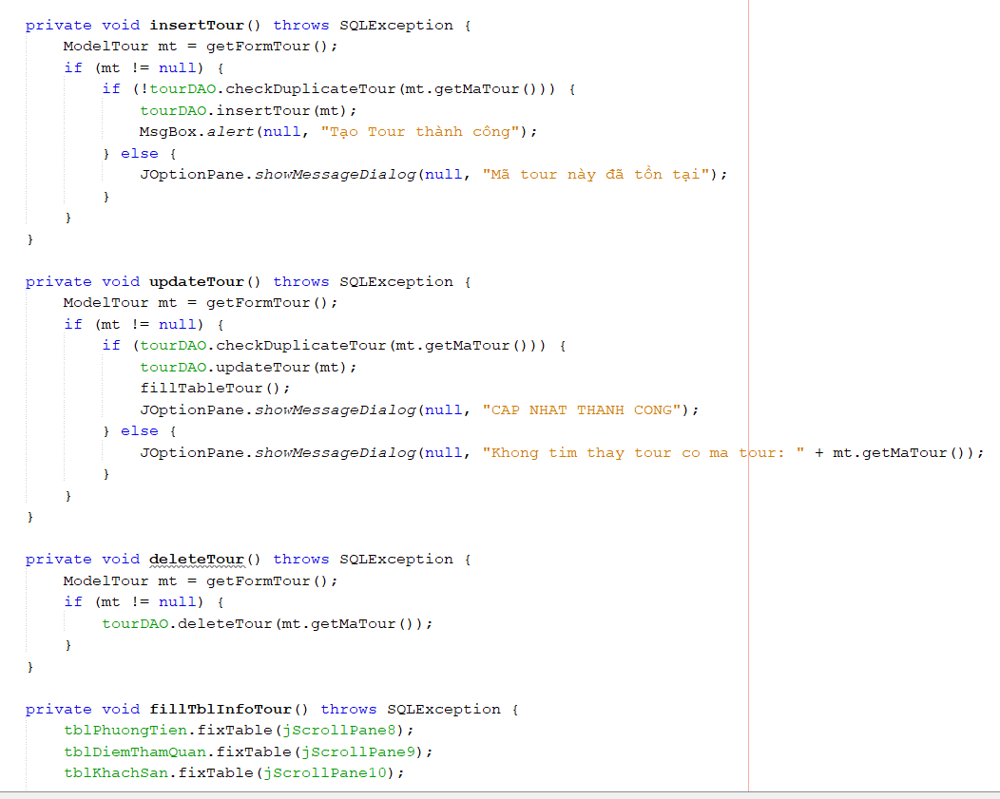 private void insertTour() throws SQLException {
    ModelTour mt = getFormTour();
    if (mt != null) {
        if (!tourDAO.checkDuplicateTour(mt.getMaTour())) {
            tourDAO.insertTour(mt);
            MsgBox.alert(null, "Tạo Tour thành công");
        } else {
            JOptionPane.showMessageDialog(null, "Mã tour này đã tồn tại");
        }
    }
}

private void updateTour() throws SQLException {
    ModelTour mt = getFormTour();
    if (mt != null) {
        if (tourDAO.checkDuplicateTour(mt.getMaTour())) {
            tourDAO.updateTour(mt);
            fillTableTour();
            JOptionPane.showMessageDialog(null, "CAP NHAT THANH CONG");
        } else {
            JOptionPane.showMessageDialog(null, "Khong tim thay tour co ma tour: " + mt.getMaTour());
        }
    }
}

private void deleteTour() throws SQLException {
    ModelTour mt = getFormTour();
    if (mt != null) {
        tourDAO.deleteTour(mt.getMaTour());
    }
}

private void fillTblInfoTour() throws SQLException {
    tblPhuongTien.fixTable(jScrollPane8);
    tblDiemThamQuan.fixTable(jScrollPane9);
    tblKhachSan.fixTable(jScrollPane10);